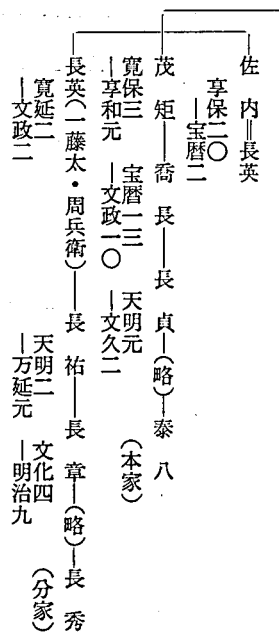 佐内＝長英
享保二〇
―宝暦二
茂矩―喬長―長貞―(略)―泰八
寛保三　宝暦一三　天明元　(本家)
―享和元　―文政一〇　―文久二
長英(一藤太・周兵衛)―長祐―長章―(略)―長秀
寛延二　天明二　文化四　(分家)
―文政二　―万延元　―明治九